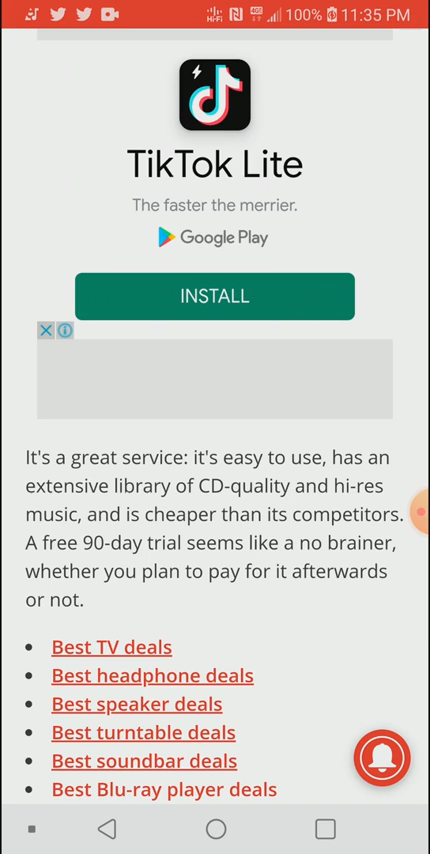 Hi-Fi 4GE 100% 11:35 PM
TikTok Lite
The faster the merrier.
Google Play
INSTALL
It's a great service: it's easy to use, has an
extensive library of CD-quality and hi-res
music, and is cheaper than its competitors.
A free 90-day trial seems like a no brainer,
whether you plan to pay for it afterwards
or not.
Best TV deals
Best headphone deals
Best speaker deals
Best turntable deals
Best soundbar deals
Best Blu-ray player deals